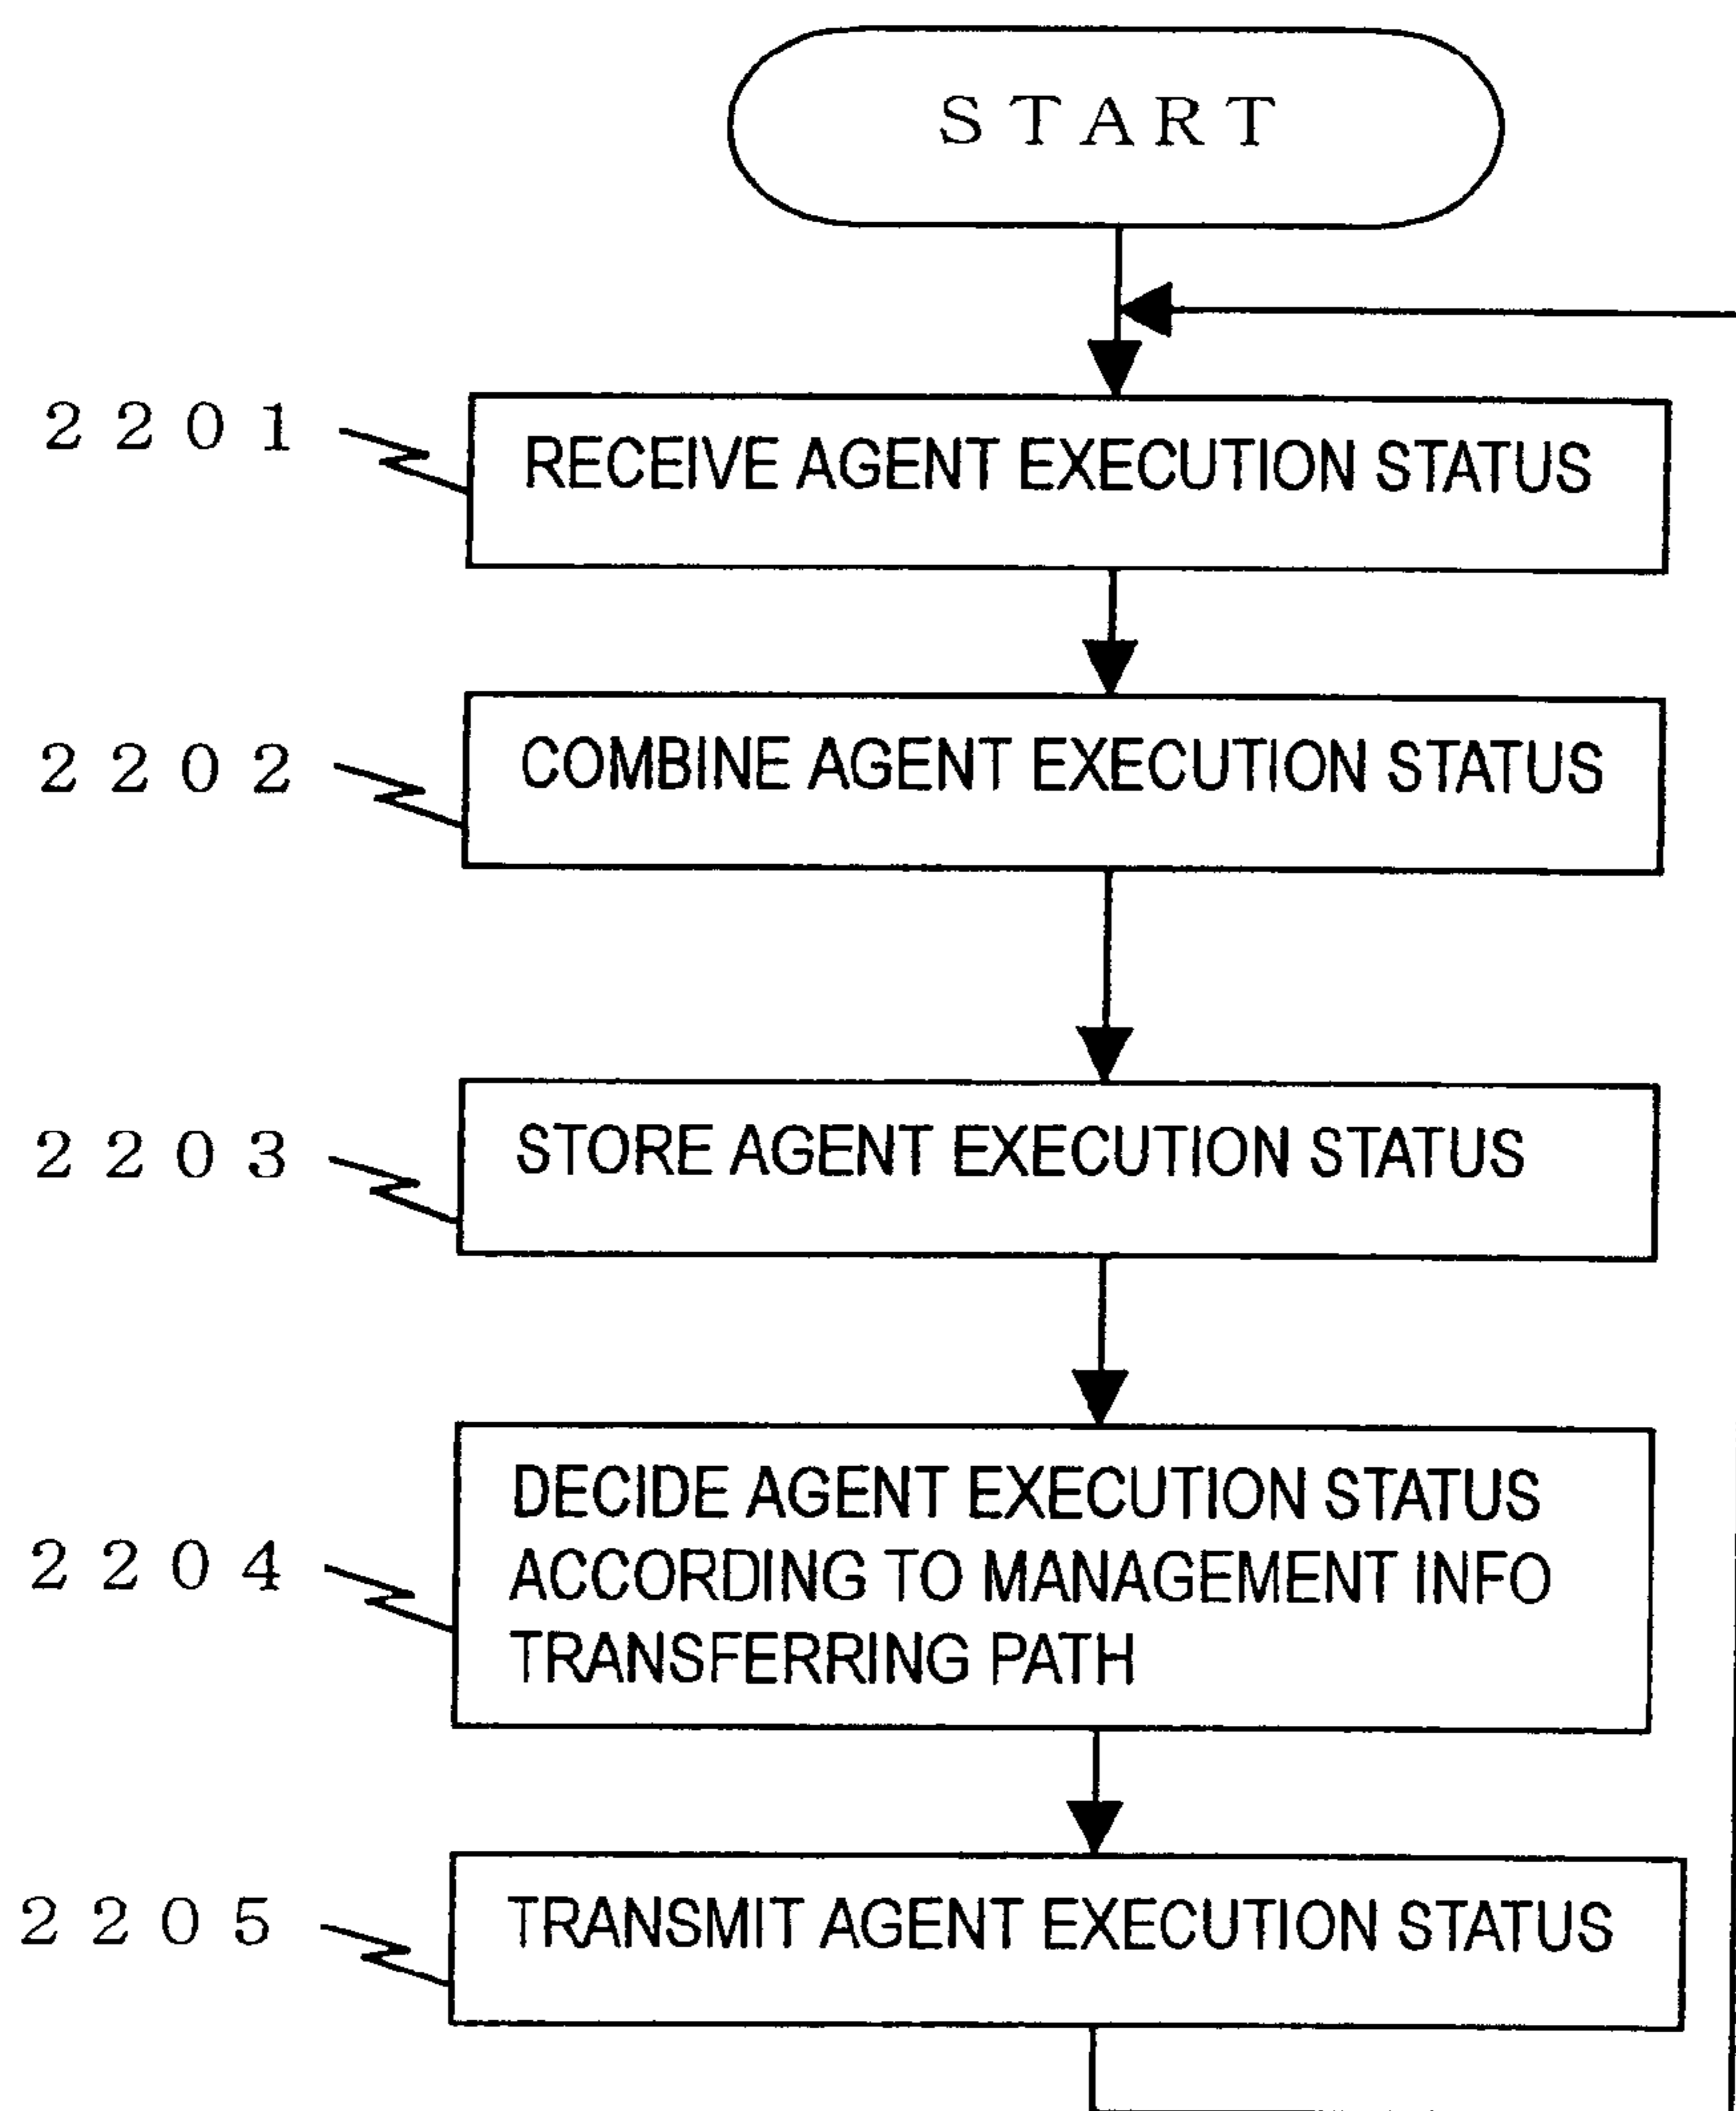 START
2201
RECEIVE AGENT EXECUTION STATUS
2202
COMBINE AGENT EXECUTION STATUS
2203
STORE AGENT EXECUTION STATUS
2204
DECIDE AGENT EXECUTION STATUS
ACCORDING TO MANAGEMENT INFO
TRANSFERRING PATH
2205
TRANSMIT AGENT EXECUTION STATUS